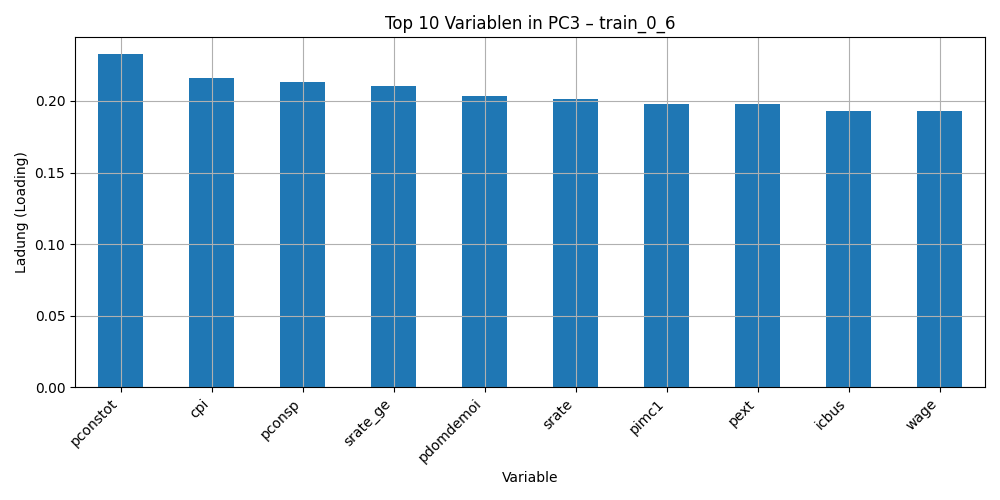 Top 10 Variablen in PC3 – train_0_6
Ladung (Loading)
0.20
0.15
0.10
0.05
0.00
pconstot
cpi
pconsp
srate_ge
pdomdemoi
srate
pimc1
pext
icbus
wage
Variable